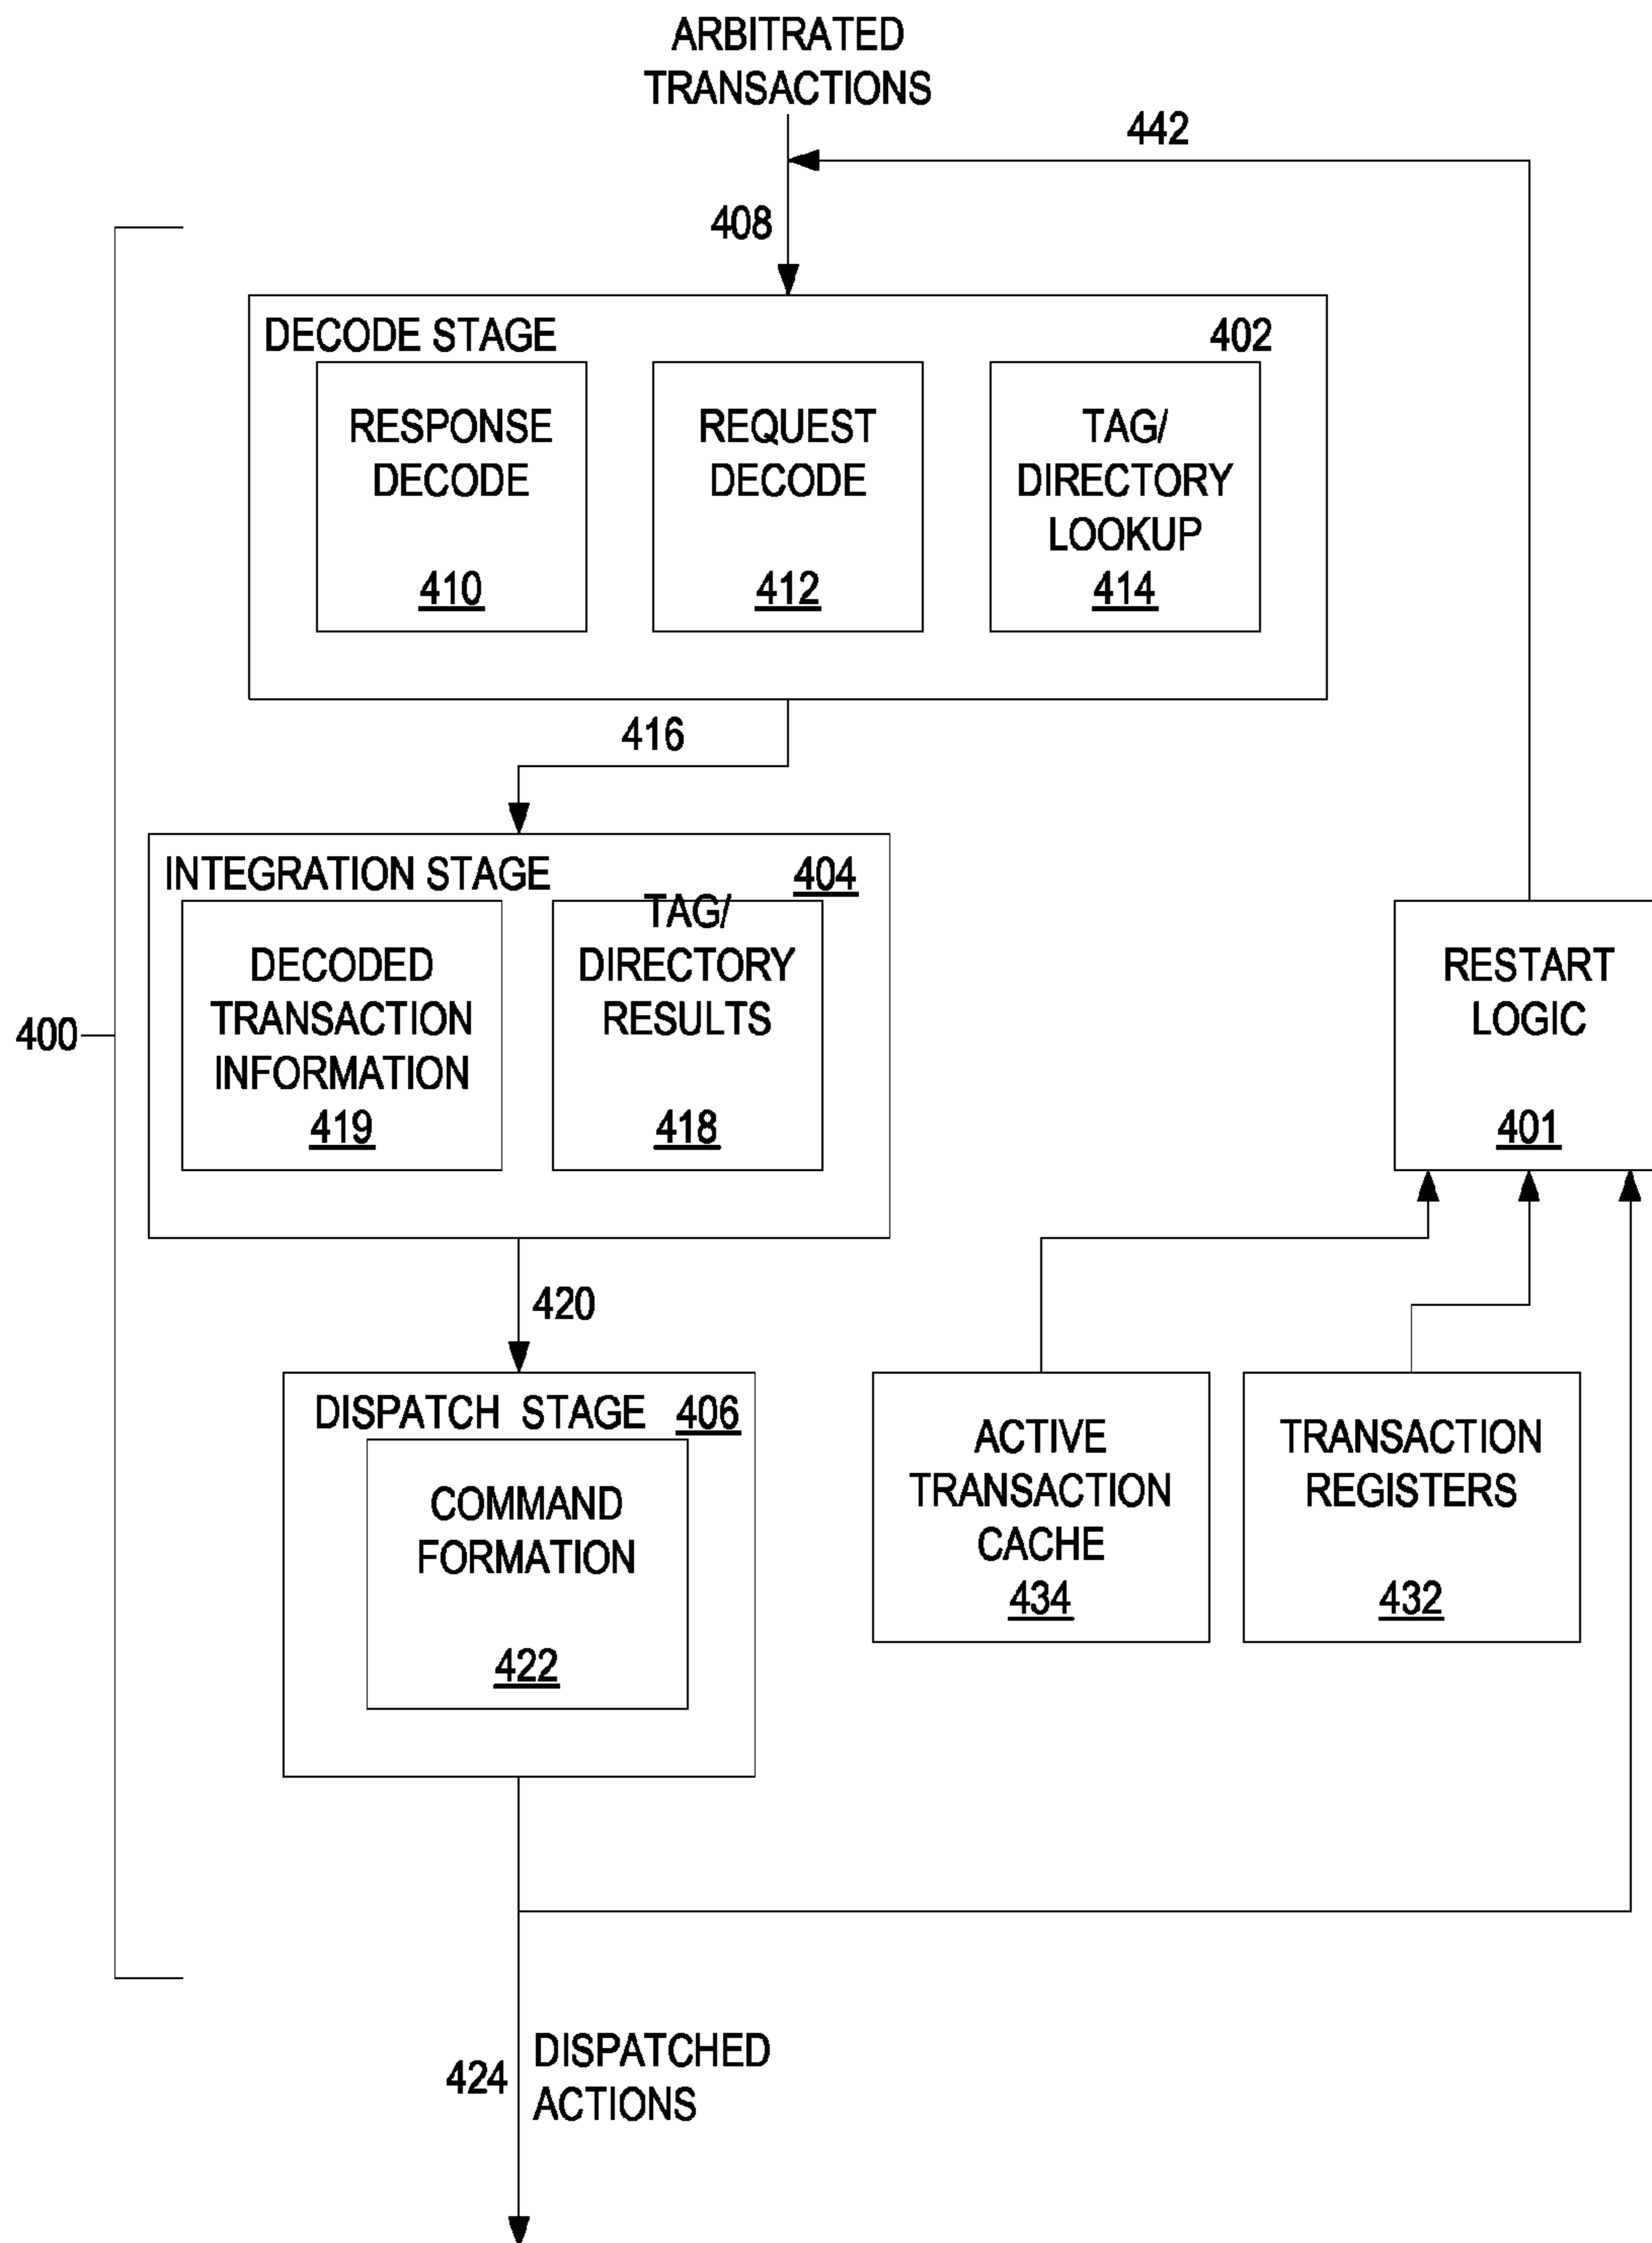 ARBITRATED
TRANSACTIONS
442
408
DECODE STAGE
402
RESPONSE
DECODE
410
REQUEST
DECODE
412
TAG/
DIRECTORY
LOOKUP
414
416
INTEGRATION STAGE
404
DECODED
TRANSACTION
INFORMATION
419
TAG/
DIRECTORY
RESULTS
418
RESTART
LOGIC
401
400
420
DISPATCH STAGE
406
COMMAND
FORMATION
422
ACTIVE
TRANSACTION
CACHE
434
TRANSACTION
REGISTERS
432
424
DISPATCHED
ACTIONS